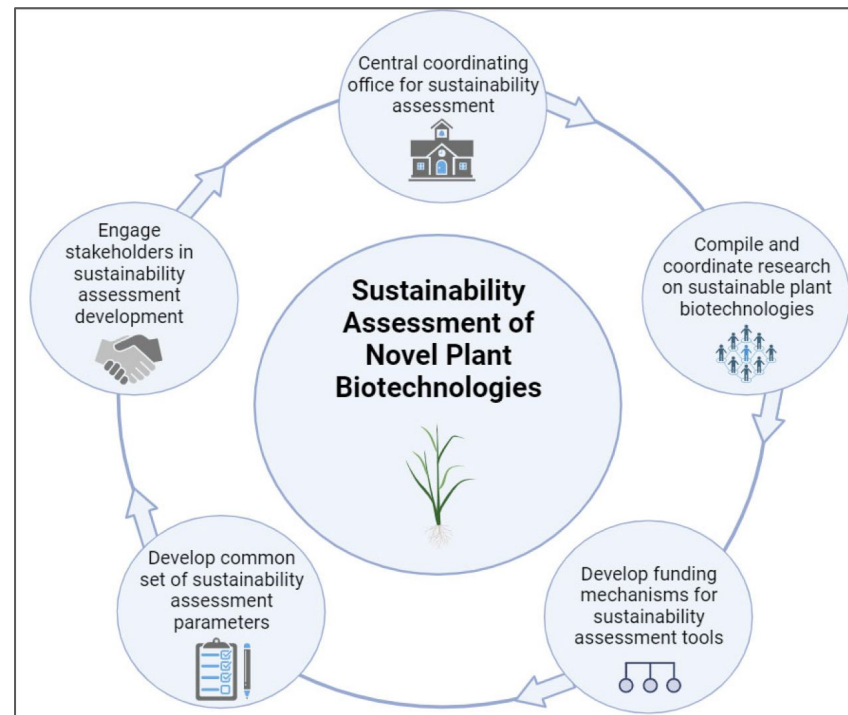 Central coordinating
office for sustainability
assessment
Compile and
coordinate research
on sustainable plant
biotechnologies
Develop funding
mechanisms for
sustainability
assessment tools
Develop common
set of sustainability
assessment
parameters
Engage
stakeholders in
sustainability
assessment
development
Sustainability
Assessment of
Novel Plant
Biotechnologies